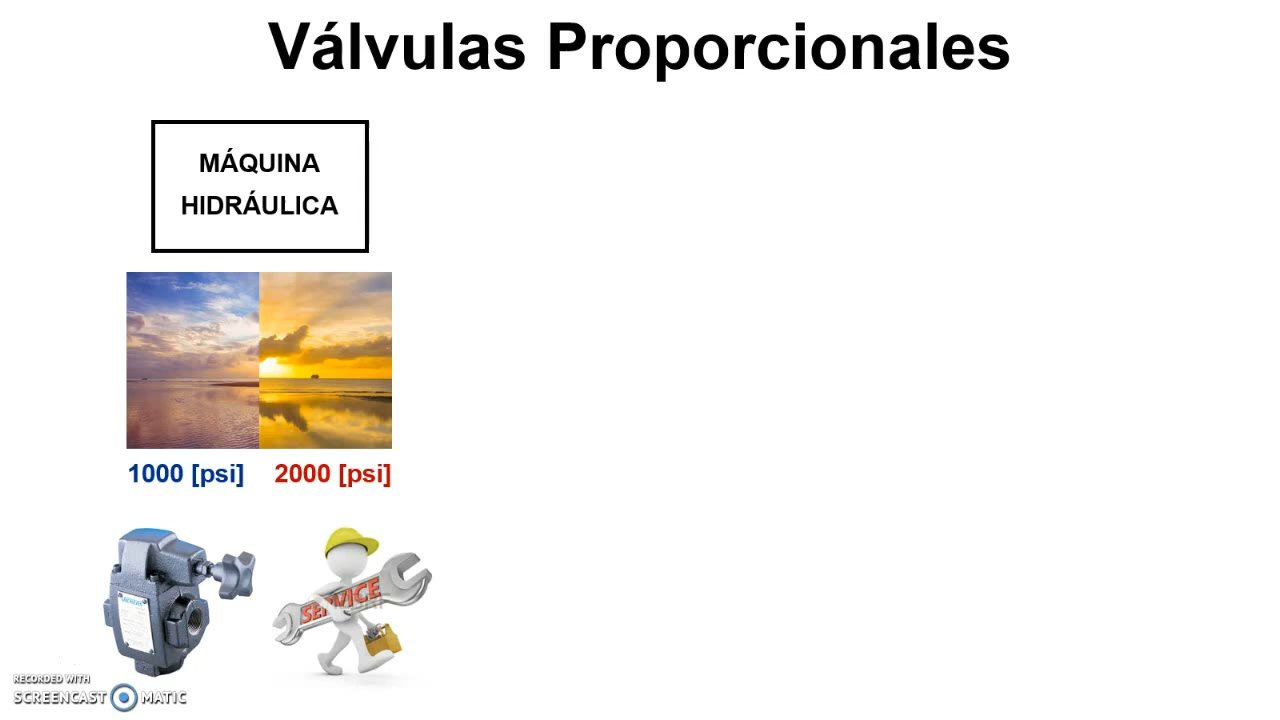 Válvulas Proporcionales
MÁQUINA
HIDRÁULICA
1000 [psi] 2000 [psi]
SERVICE
RECORDED WITH
SCREENCAST MATIC